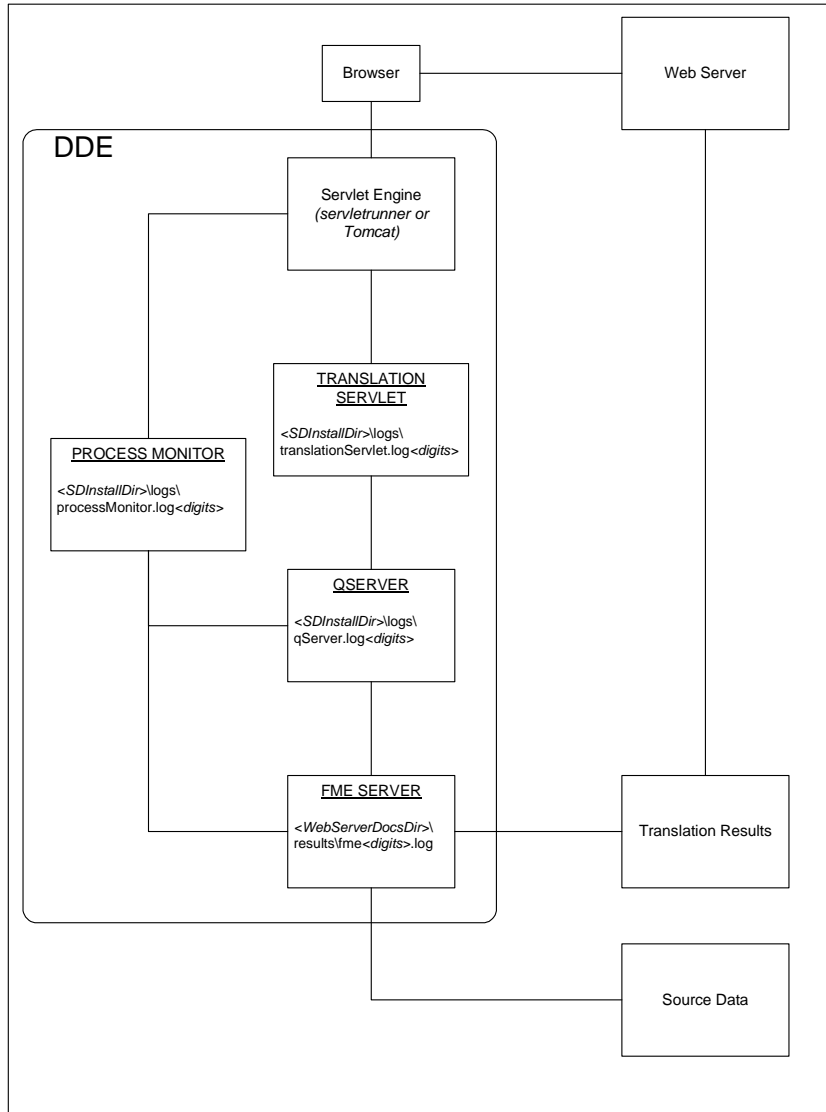 Browser
Web Server
DDE
Servlet Engine
(servletrunner or
Tomcat)
TRANSLATION
SERVLET
<SDInstallDir>\logs\
translationServlet.log<digits>
PROCESS MONITOR
<SDInstallDir>\logs\
processMonitor.log<digits>
QSERVER
<SDInstallDir>\logs\
qServer.log<digits>
FME SERVER
<WebServerDocsDir>\
results\fme<digits>.log
Translation Results
Source Data